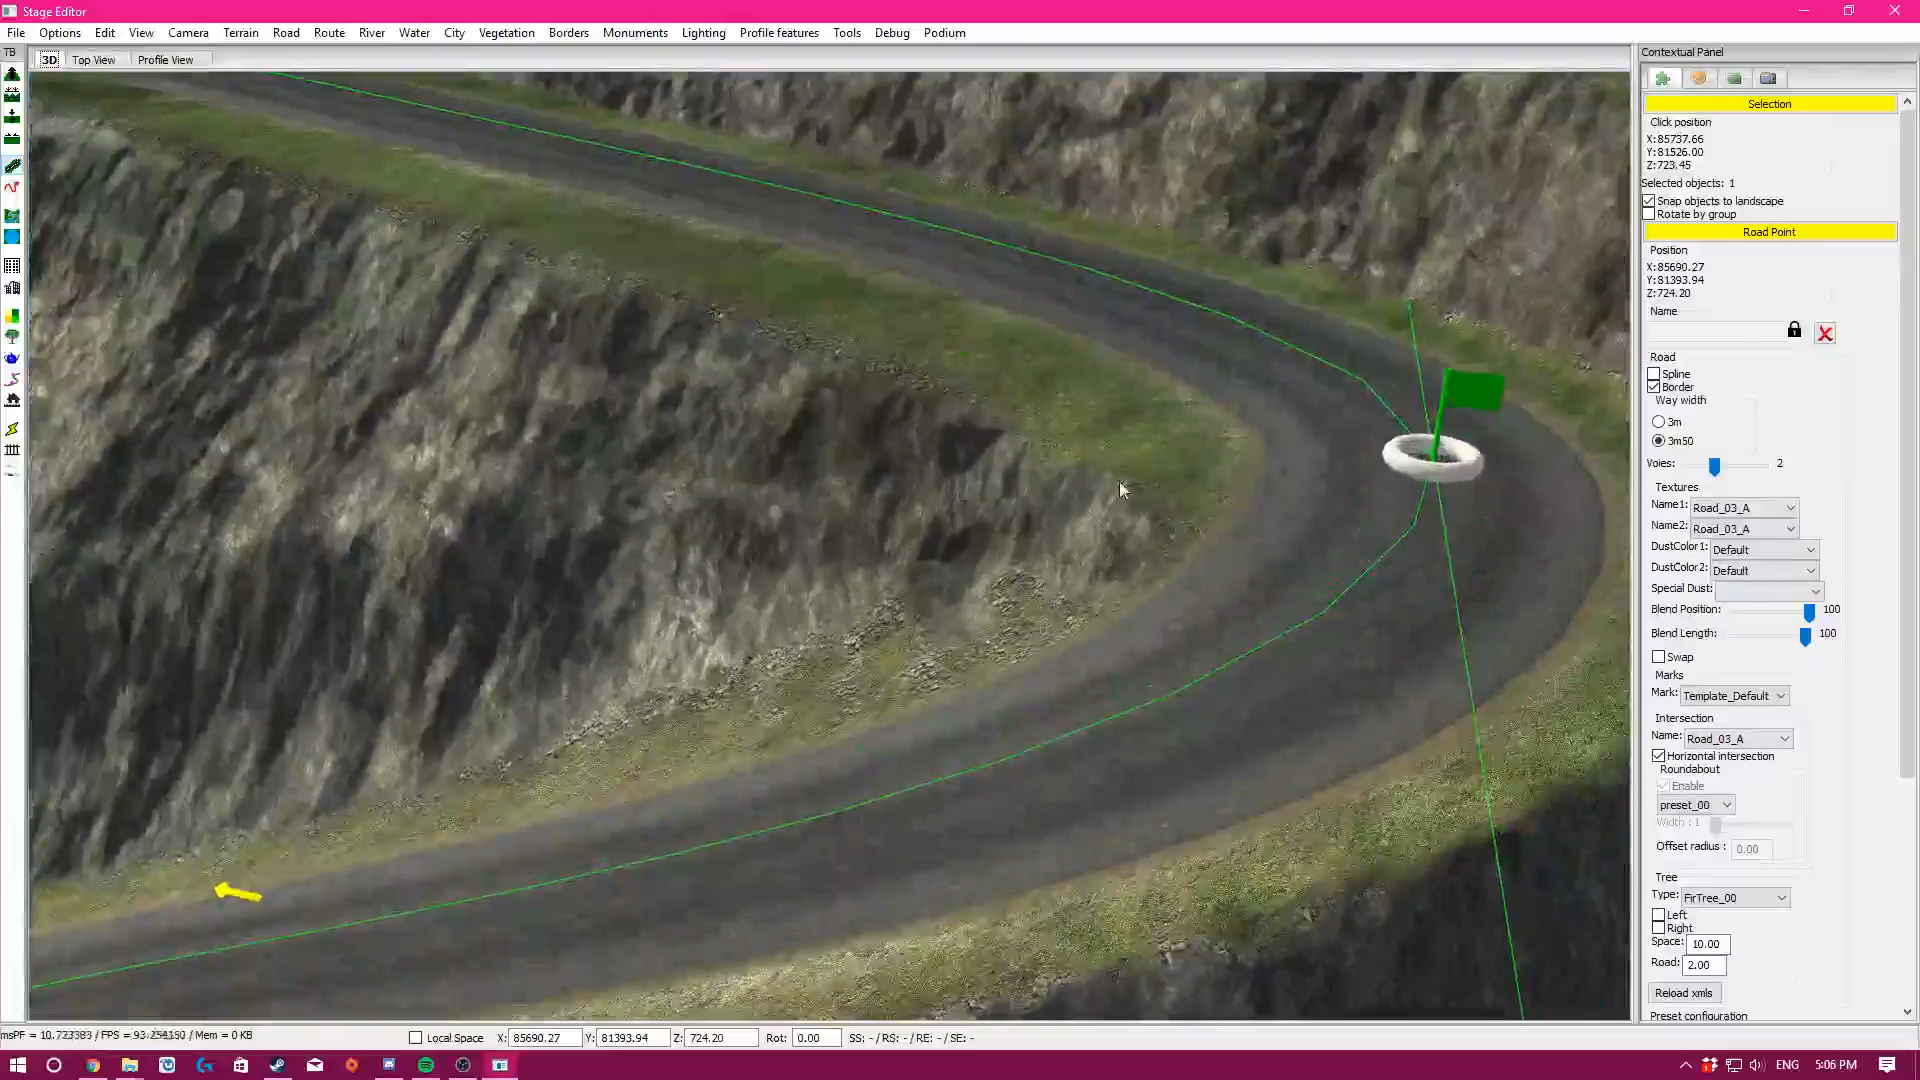 Stage Editor
File Options Edit View Camera Terrain Road Route River Water City Vegetation Borders Monuments Lighting Profile features Tools Debug Podium
TB
3D Top View Profile View
Contextual Panel
Selection
Click position
X:85737.66
Y:81526.00
Z:723.45
Selected objects: 1
Snap objects to landscape
Rotate by group
Road Point
Position
X:85690.27
Y:81393.94
Z:724.20
Name
Road
Spline
Border
Way width
3m
3m50
Voies: 2
Textures
Name1: Road_03_A
Name2: Road_03_A
DustColor1: Default
DustColor2: Default
Special Dust:
Blend Position: 100
Blend Length: 100
Swap
Marks
Mark: Template_Default
Intersection
Name: Road_03_A
Horizontal intersection
Roundabout
Enable
preset_00
Width : 1
Offset radius : 0.00
Tree
Type: FirTree_00
Left
Right
Space: 10.00
Road: 2.00
Reload xmls
Preset configuration
Local Space X: 85690.27 Y: 81393.94 Z: 724.20 Rot: 0.00 SS: - / RS: - / RE: - / SE: -
ENG 5:06 PM